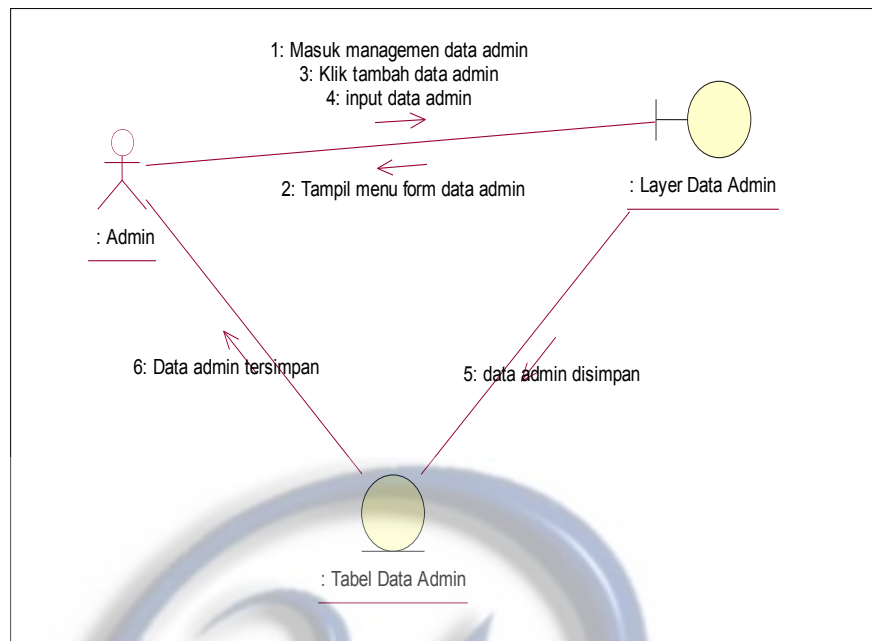 1: Masuk managemen data admin
3: Klik tambah data admin
4: input data admin
2: Tampil menu form data admin
: Layer Data Admin
: Admin
6: Data admin tersimpan
5: data admin disimpan
: Tabel Data Admin